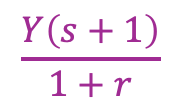 Y(s + 1)
1 + r